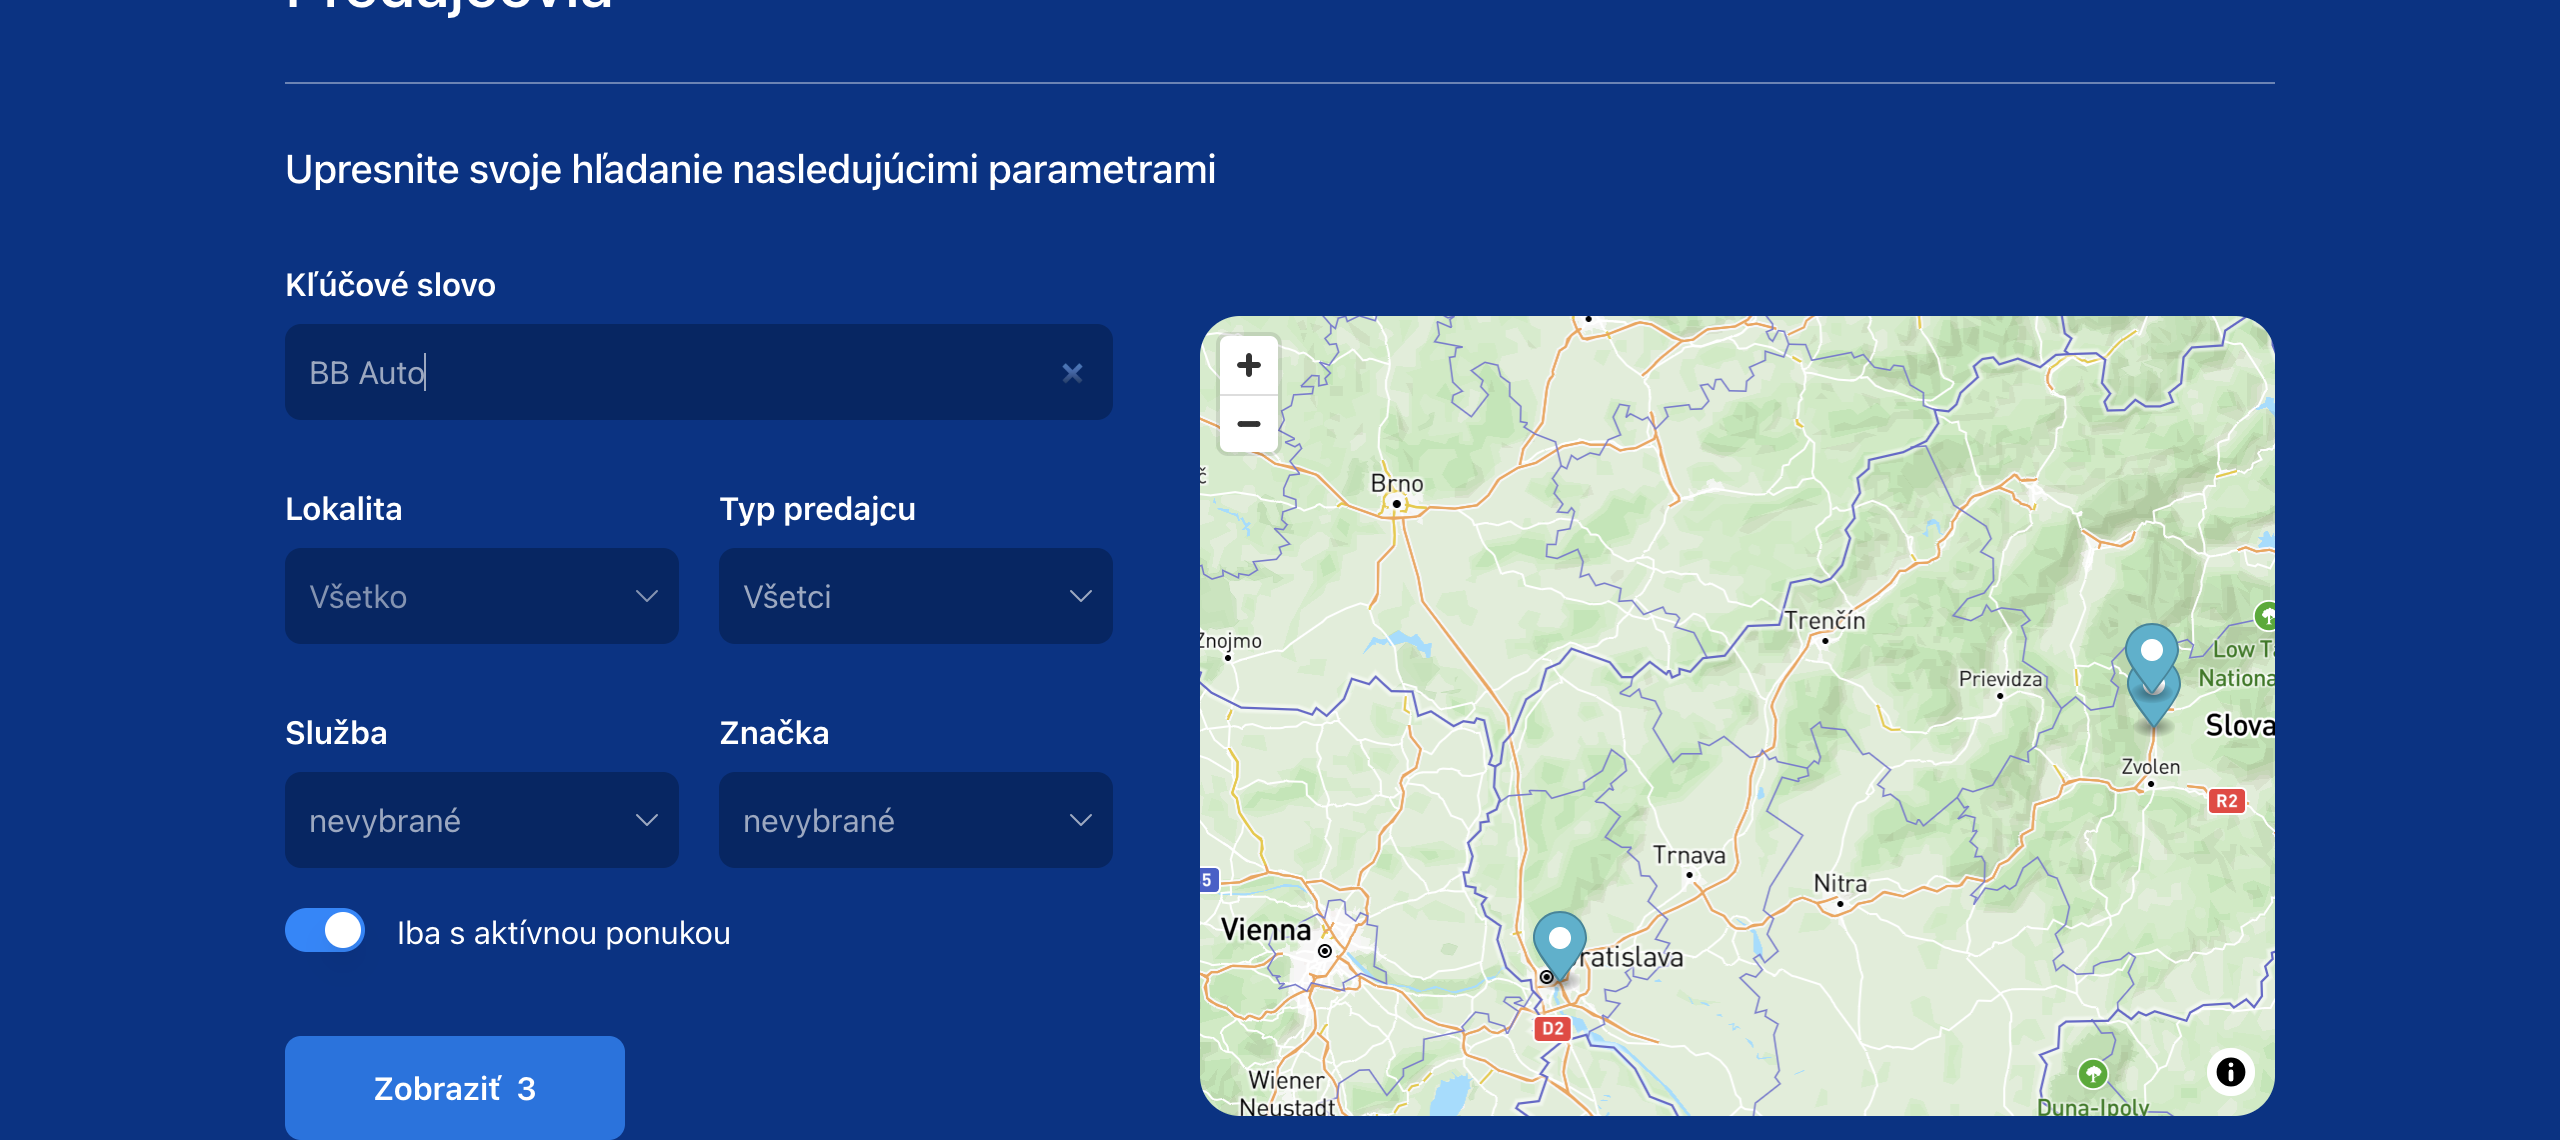 Upresnite svoje hľadanie nasledujúcimi parametrami
Kľúčové slovo
BB Auto
Lokalita
Typ predajcu
Všetko
Všetci
Služba
Značka
nevybrané
nevybrané
Iba s aktívnou ponukou
Zobraziť 3
Brno
Znojmo
Trenčín
Prievidza
Low T
Nationa
Slova
Zvolen
R2
Trnava
Nitra
5
Vienna
ratislava
D2
Wiener
Neustadt
Duna-Ipoly